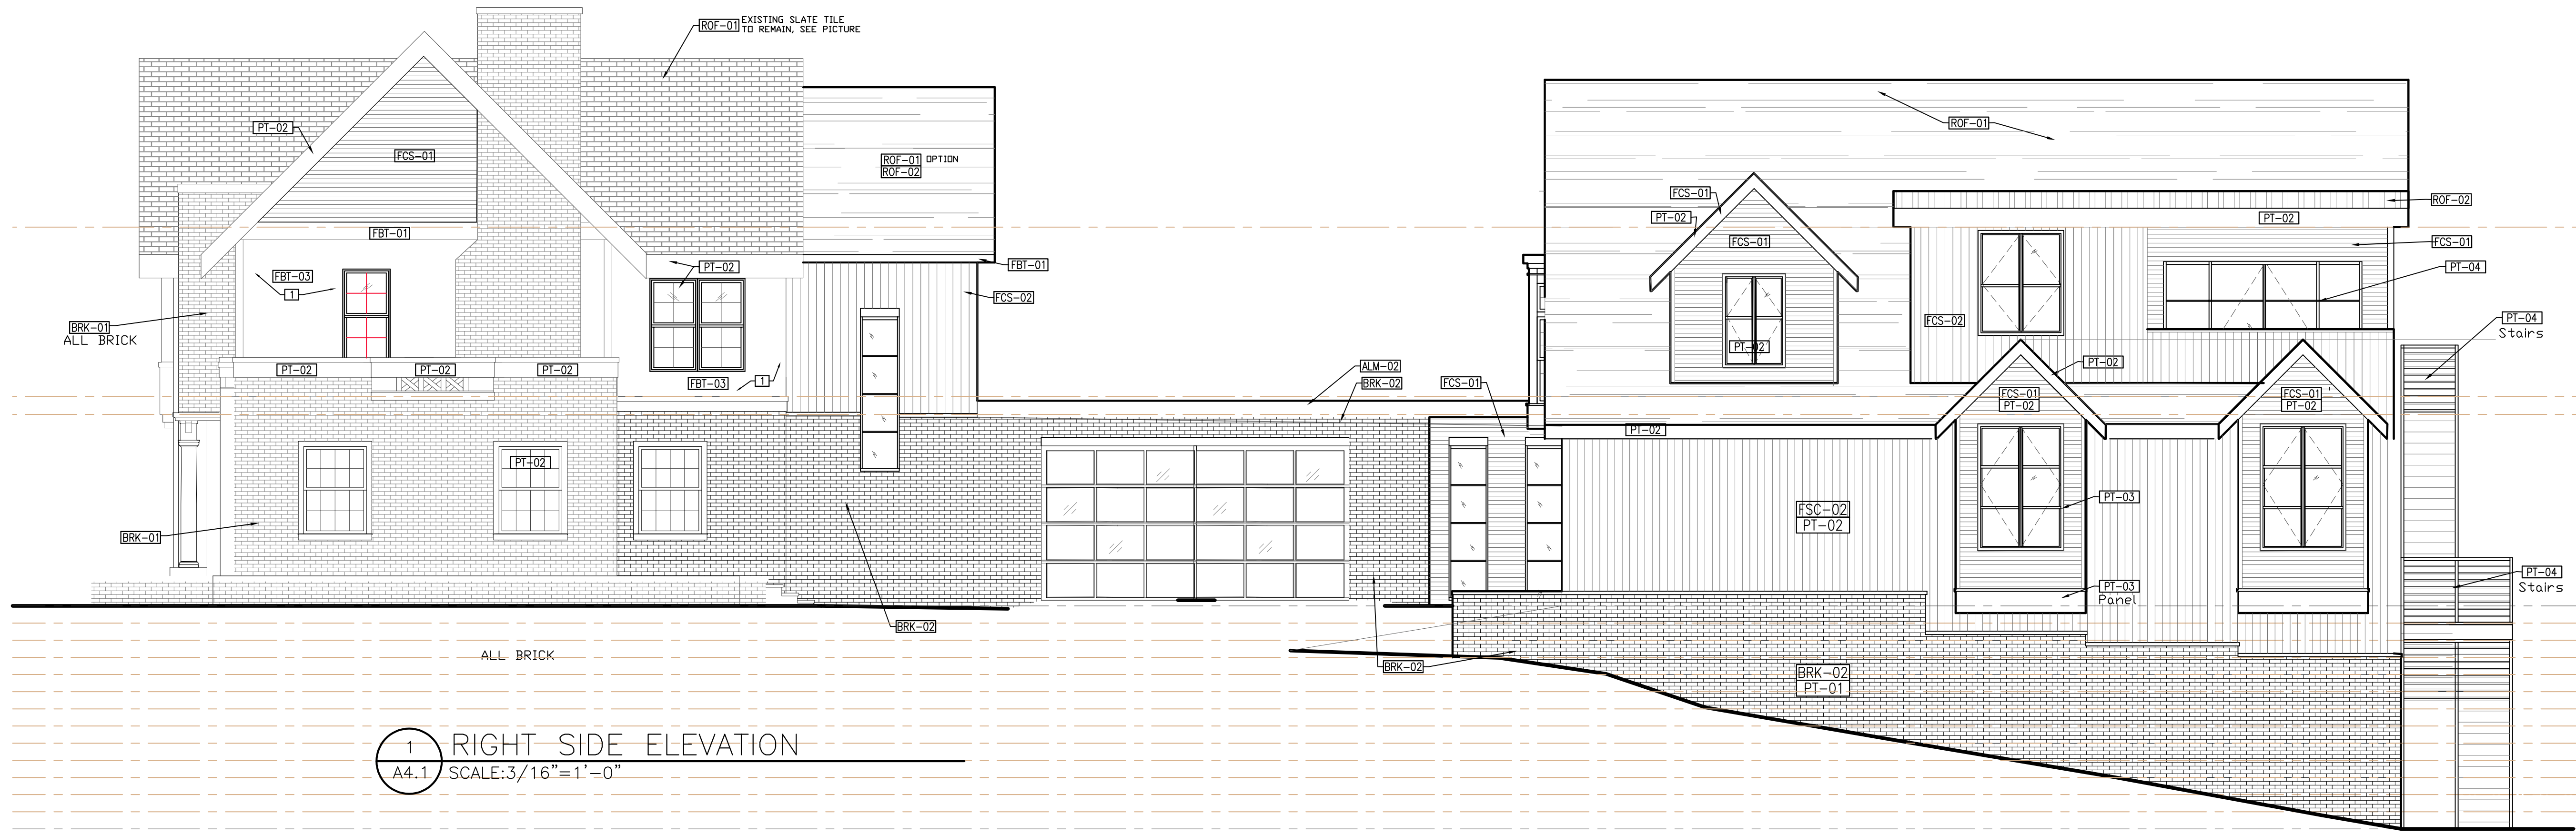 ROF-01 EXISTING SLATE TILE
TO REMAIN, SEE PICTURE
PT-02
FCS-01
FBT-01
FBT-03
1
BRK-01
ALL BRICK
PT-02
PT-02
PT-02
PT-02
PT-02
BRK-01
ROF-01 OPTION
ROF-02
FBT-01
PT-02
FCS-02
FBT-03
1
BRK-02
ALM-02
BRK-02
FCS-01
BRK-02
ROF-01
FCS-01
PT-02
FCS-01
PT-02
ROF-02
PT-02
FCS-01
PT-04
FCS-02
PT-04
Stairs
PT-02
FCS-01
PT-02
FCS-01
PT-02
PT-02
FSC-02
PT-02
PT-03
PT-03
Panel
PT-04
Stairs
BRK-02
PT-01
ALL BRICK
1
A4.1
RIGHT SIDE ELEVATION
SCALE:3/16"=1'-0"